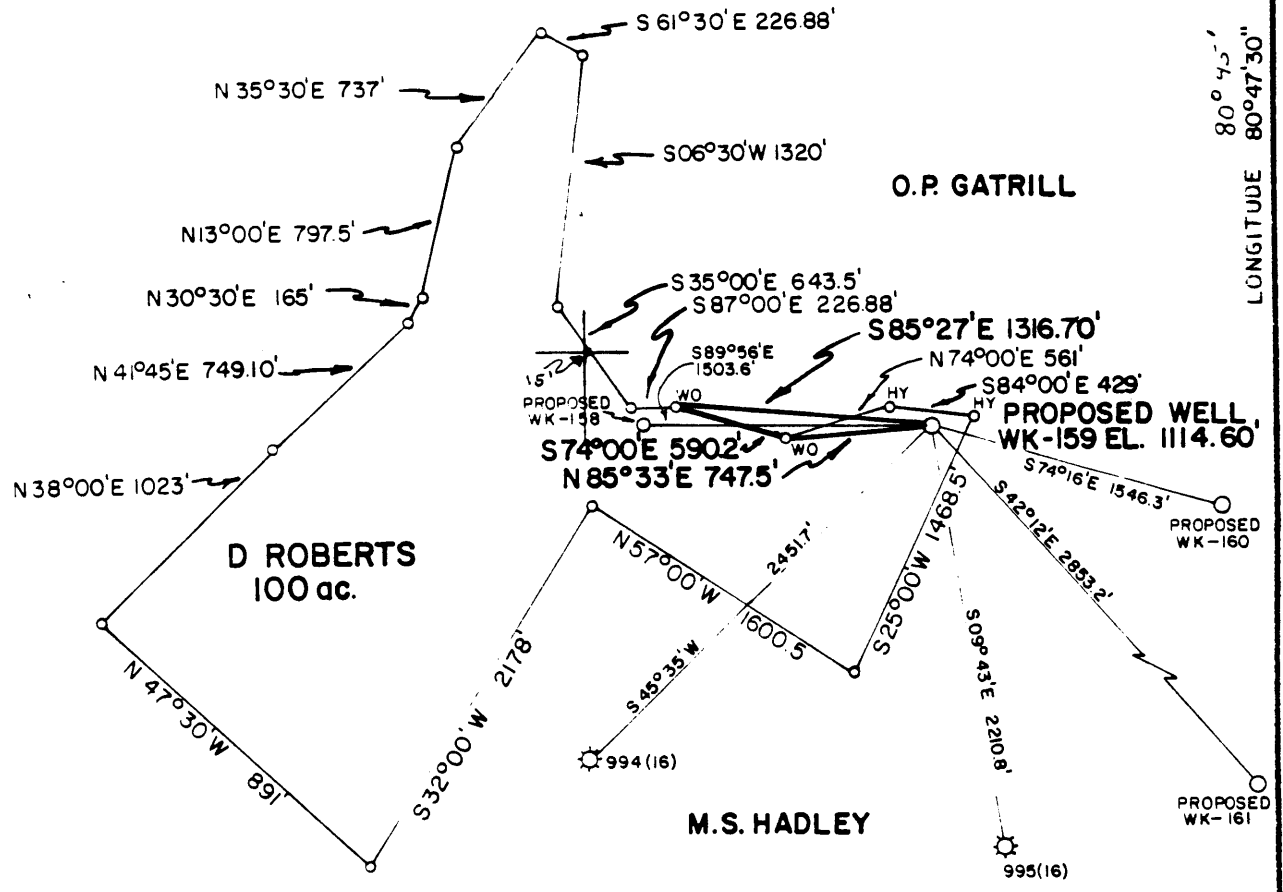 S 61°30' E 226.88'
80°45'
LONGITUDE 80°47'30"
N 35°30'E 737'
S06°30'W 1320'
O.P. GATRILL
N13°00'E 797.5'
S35°00'E 643.5'
N30°30'E 165'
S87°00'E 226.88'
S85°27'E 1316.70'
S89°56'E
1503.6'
N74°00'E 561'
N 41°45'E 749.10'
S84°00'E 429'
15'
WO
HY
HY
PROPOSED
WK-158
PROPOSED WELL
WK-159 EL. 1114.60'
S74°00'E 590.2'
WO
N85°33'E 747.5'
S74°16'E 1546.3'
N 38°00'E 1023'
PROPOSED
WK-160
S42°12'E 2853.2'
D ROBERTS
100 ac.
N57°00'W 1600.5
S25°00'W 1468.5'
S45°35'W 2451.7'
S09°43'E 2210.8'
N 47°30'W 891'
S32°00'W 2178'
994(16)
PROPOSED
WK-161
M.S. HADLEY
995(16)